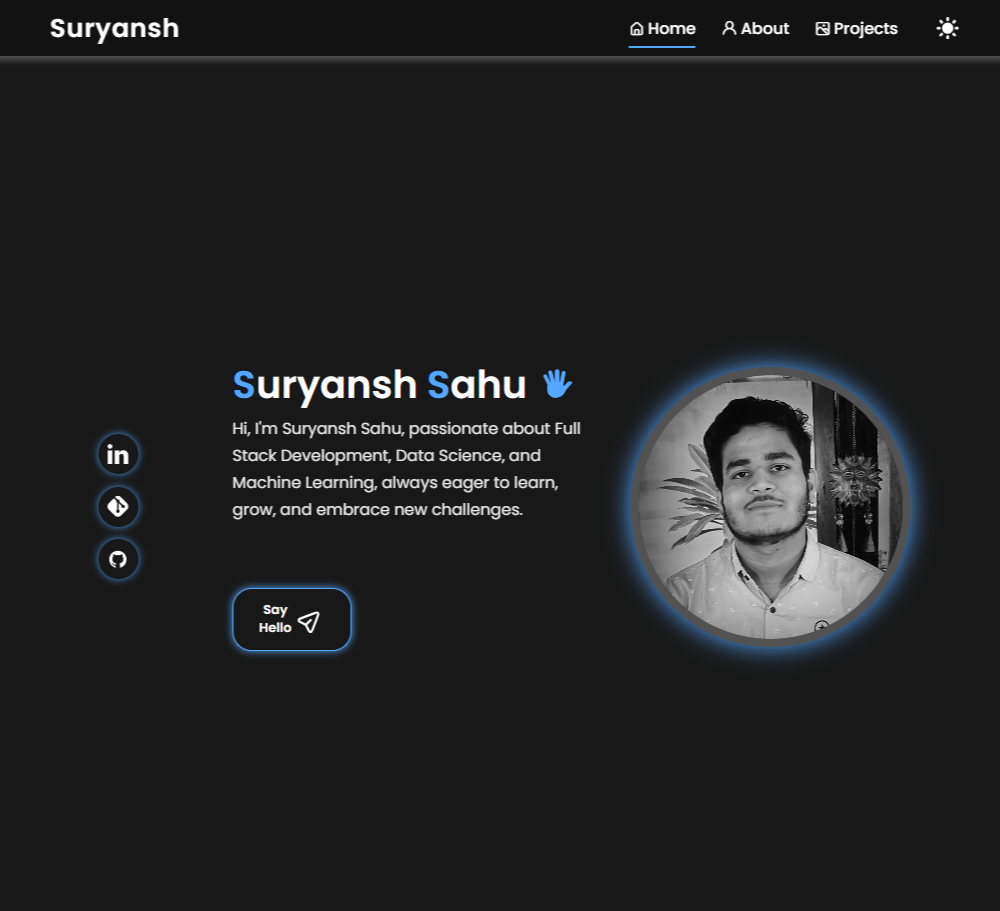 Suryansh
Home
About
Projects
Suryansh Sahu
Hi, I'm Suryansh Sahu, passionate about Full
Stack Development, Data Science, and
Machine Learning, always eager to learn,
grow, and embrace new challenges.
in
Say
Hello